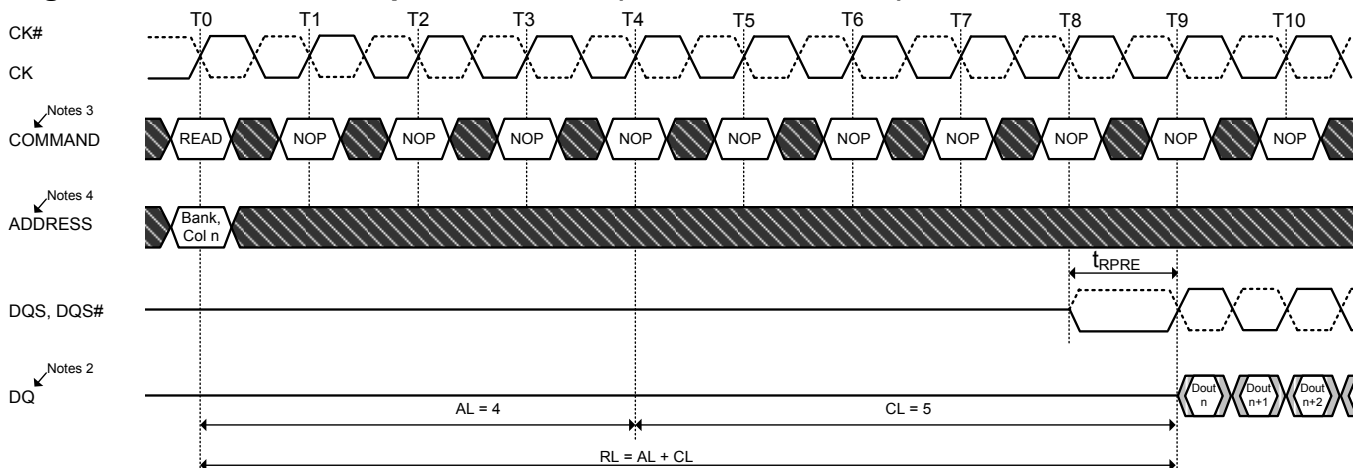 T0 T1 T2 T3 T4 T5 T6 T7 T8 T9 T10
CK#
CK
Notes 3
COMMAND
READ NOP NOP NOP NOP NOP NOP NOP NOP NOP NOP
Notes 4
ADDRESS
Bank,
Col n
tRPRE
DQS, DQS#
Notes 2
DQ
Dout Dout Dout
n n+1 n+2
AL = 4 CL = 5
RL = AL + CL